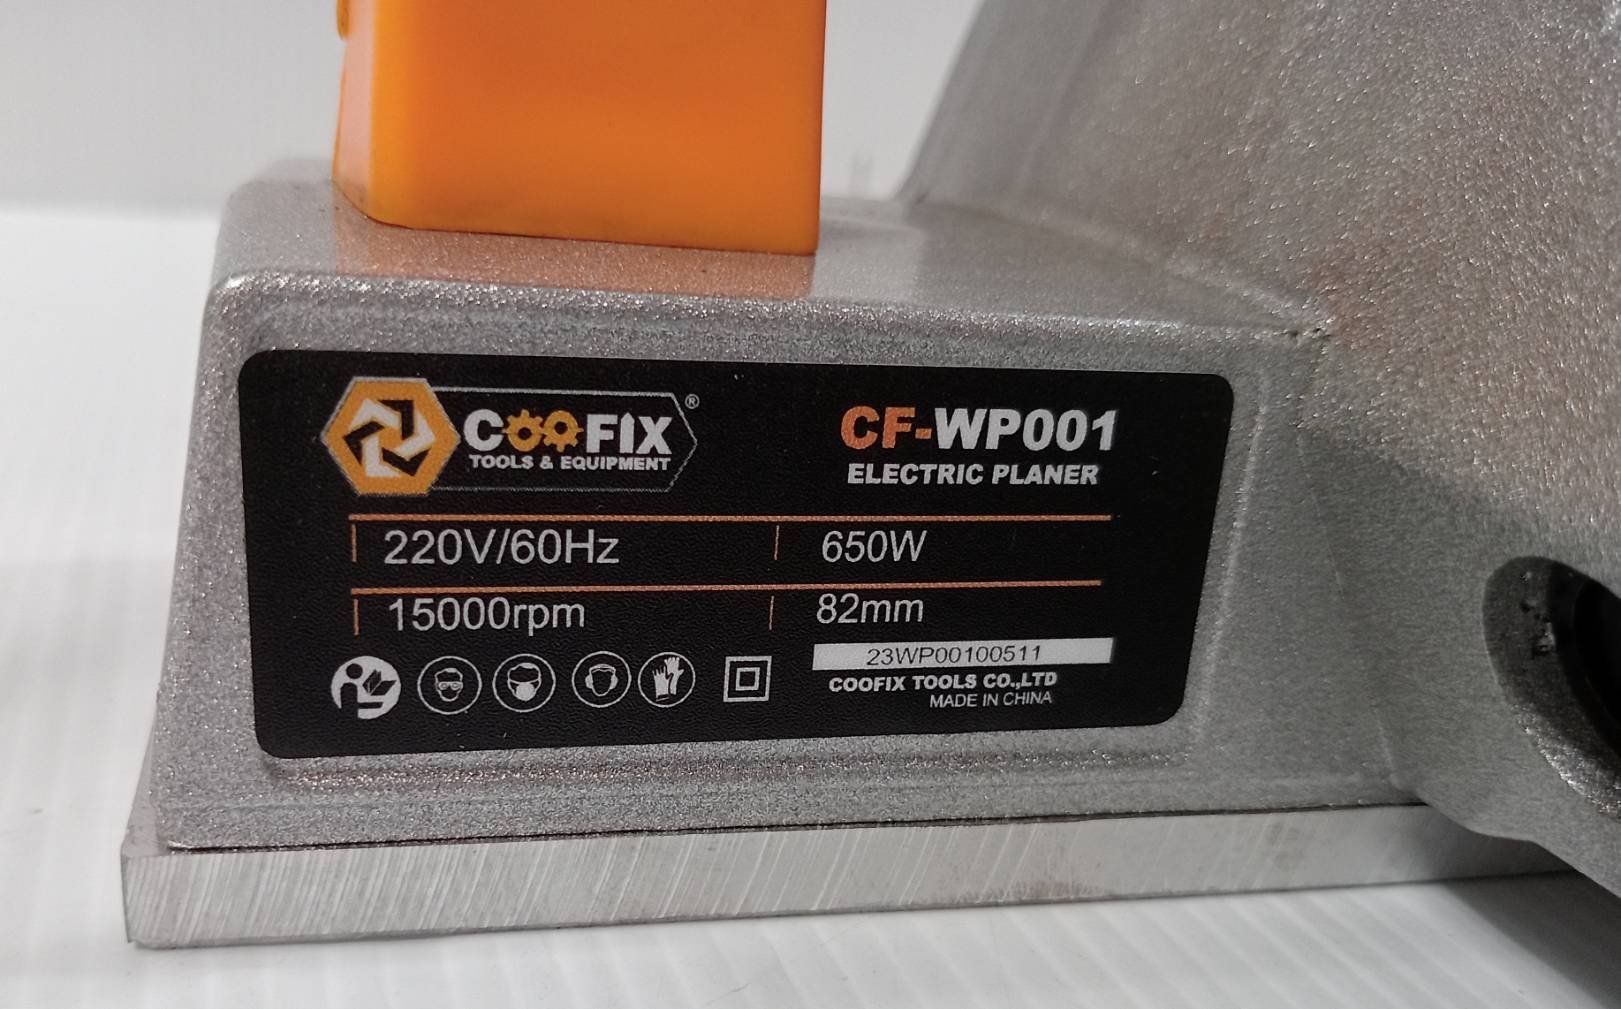 COOFIX®
TOOLS & EQUIPMENT
CF-WP001
ELECTRIC PLANER
220V/60Hz
650W
15000rpm
82mm
23WP00100511
COOFIX TOOLS CO.,LTD
MADE IN CHINA